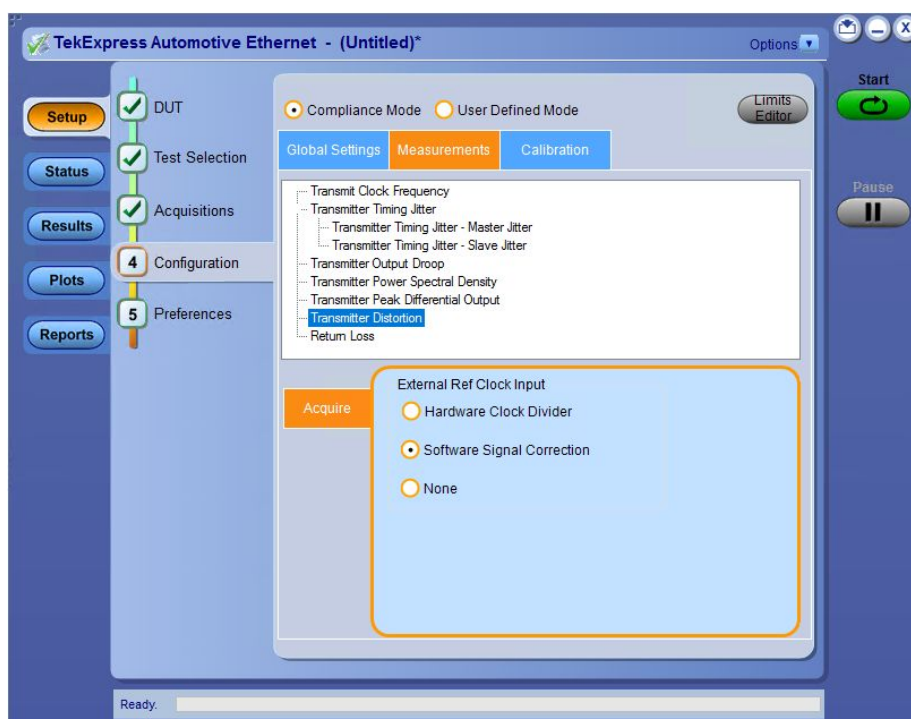 TekExpress Automotive Ethernet - (Untitled)*
Options
Start
Pause
Setup
Status
Results
Plots
Reports
DUT
Test Selection
Acquisitions
4 Configuration
5 Preferences
Compliance Mode
User Defined Mode
Limits
Editor
Global Settings
Measurements
Calibration
Transmit Clock Frequency
Transmitter Timing Jitter
Transmitter Timing Jitter - Master Jitter
Transmitter Timing Jitter - Slave Jitter
Transmitter Output Droop
Transmitter Power Spectral Density
Transmitter Peak Differential Output
Transmitter Distortion
Return Loss
Acquire
External Ref Clock Input
Hardware Clock Divider
Software Signal Correction
None
Ready.